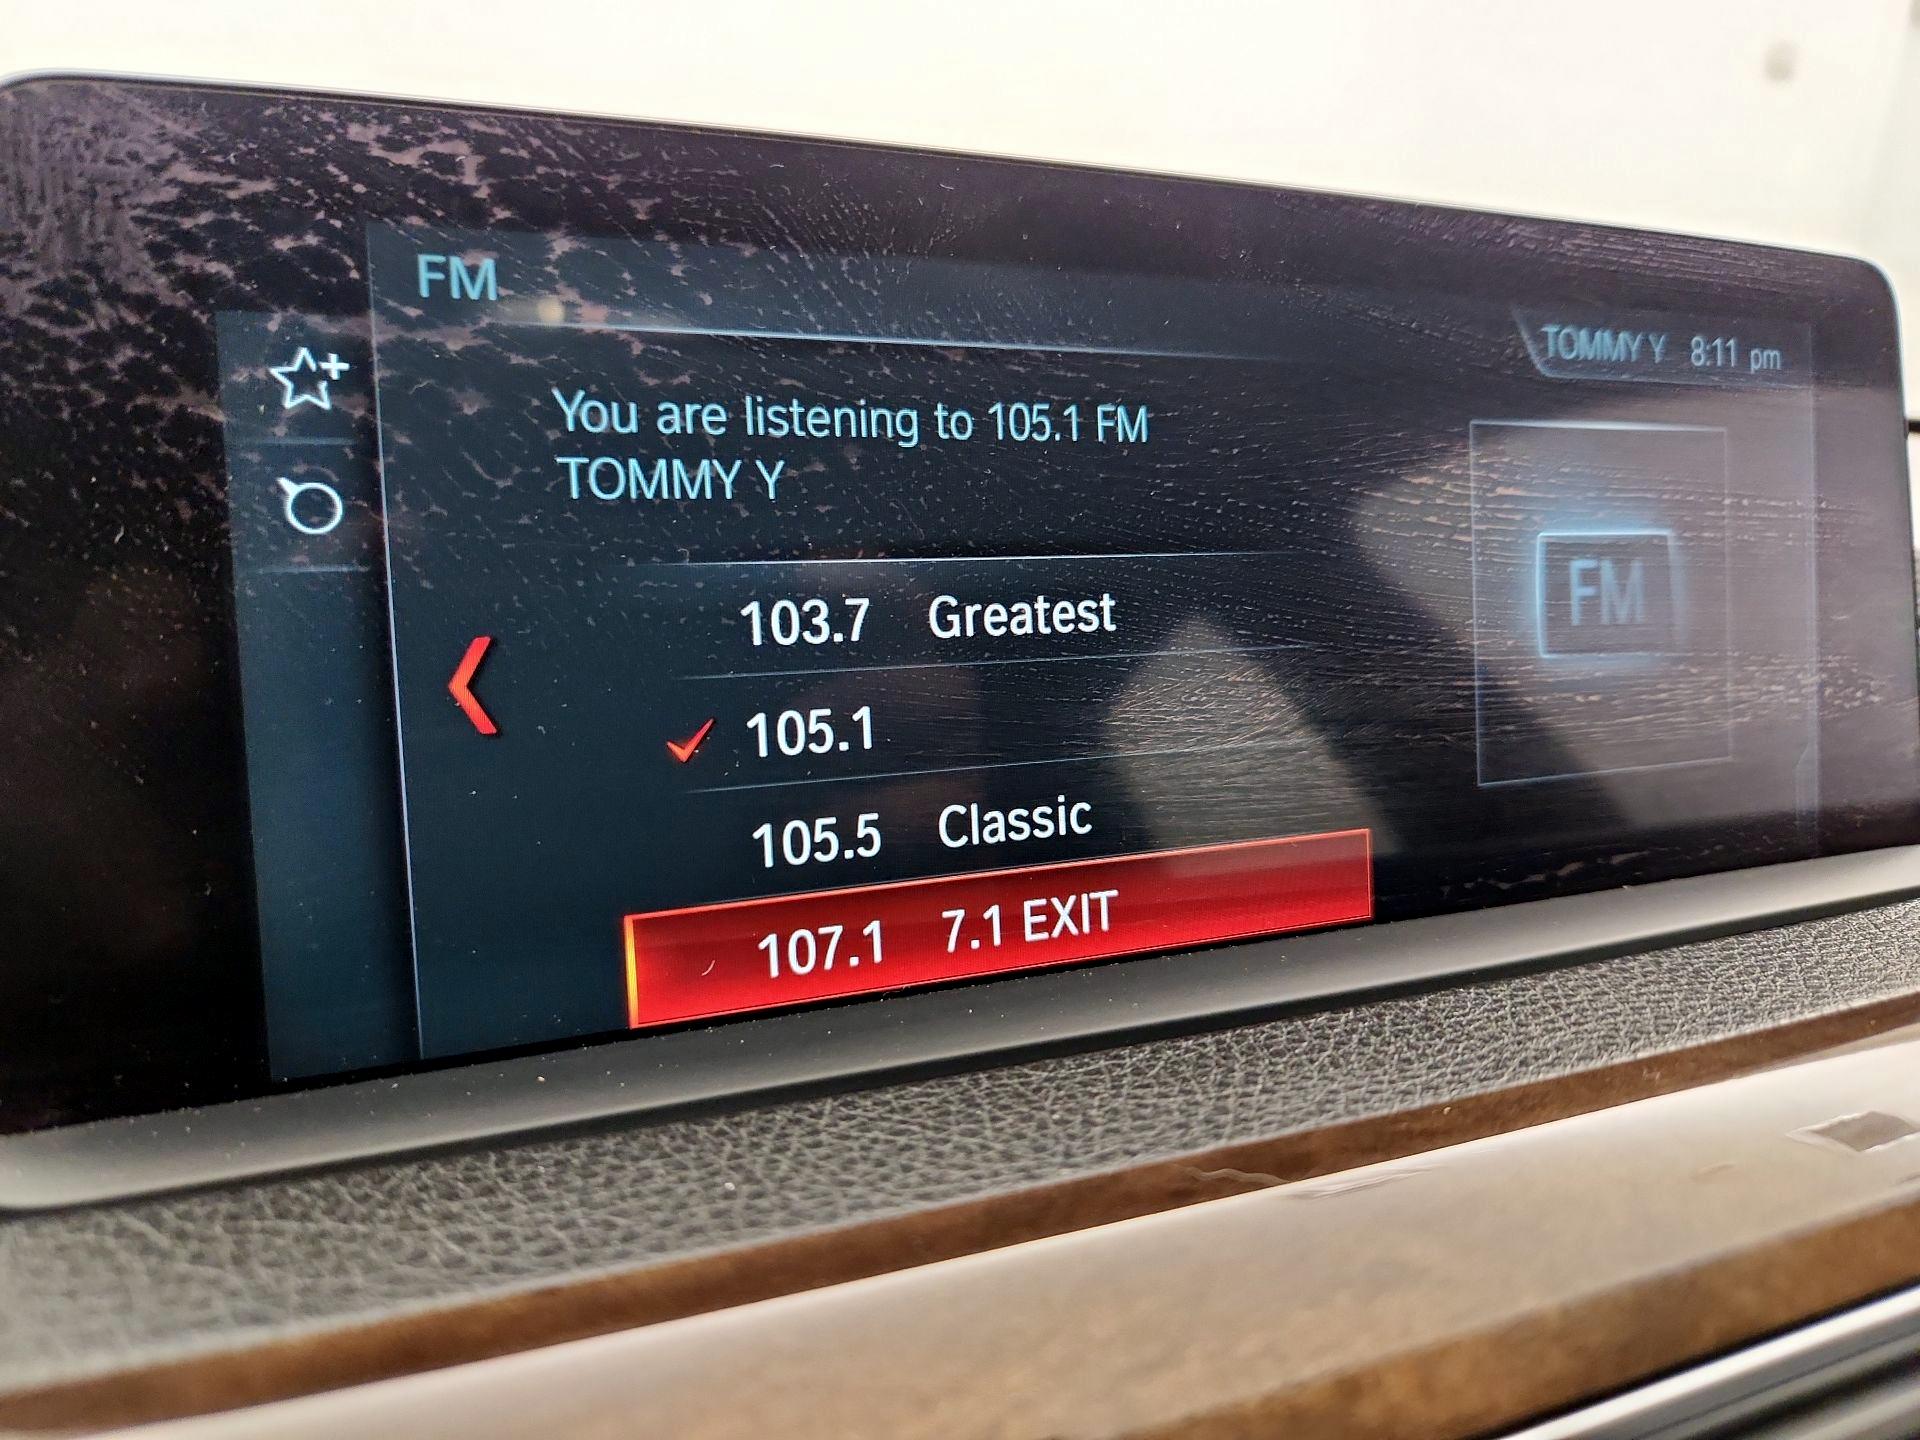 FM
TOMMY Y 8:11 pm
You are listening to 105.1 FM
TOMMY Y
FM
103.7 Greatest
105.1
105.5 Classic
107.1 7.1 EXIT